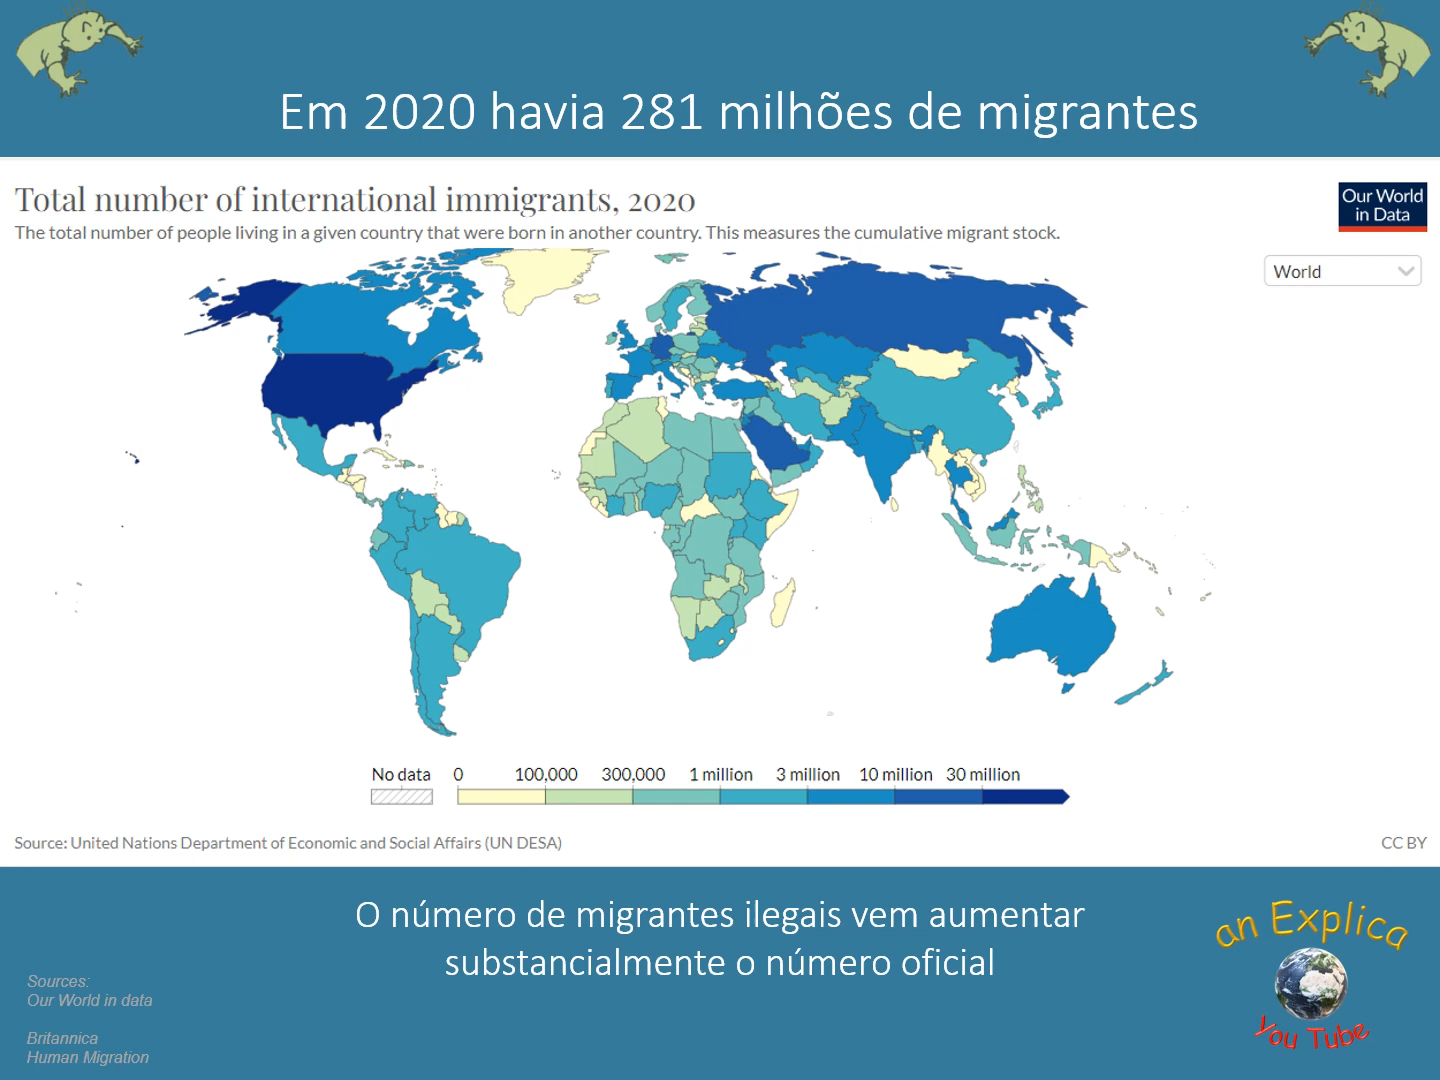 Em 2020 havia 281 milhões de migrantes
Total number of international immigrants, 2020
The total number of people living in a given country that were born in another country. This measures the cumulative migrant stock.
Our World
in Data
World
No data
0
100,000
300,000
1 million
3 million
10 million
30 million
Source: United Nations Department of Economic and Social Affairs (UN DESA)
CC BY
O número de migrantes ilegais vem aumentar
substancialmente o número oficial
an Explica
You Tube
Sources:
Our World in data
Britannica
Human Migration